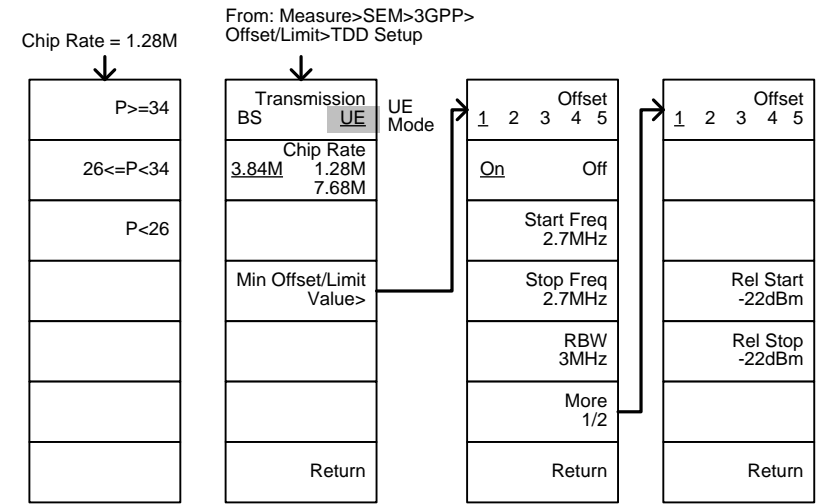 From: Measure>SEM>3GPP>
Offset/Limit>TDD Setup
Chip Rate = 1.28M
P>=34
26<=P<34
P<26
Transmission
BS UE
UE
Mode
Chip Rate
3.84M 1.28M
7.68M
Min Offset/Limit
Value>
Return
Offset
1 2 3 4 5
On Off
Start Freq
2.7MHz
Stop Freq
2.7MHz
RBW
3MHz
More
1/2
Return
Offset
1 2 3 4 5
Rel Start
-22dBm
Rel Stop
-22dBm
Return